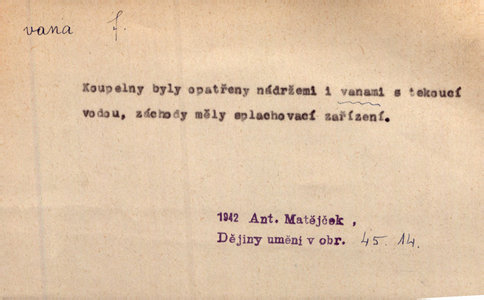 vana f.
Koupelny byly opatřeny nádržemi i vanami s tekoucí
vodou, záchody měly splachovací zařízení.
1942 Ant. Matějček,
Dějiny umění v obr. 45.14.